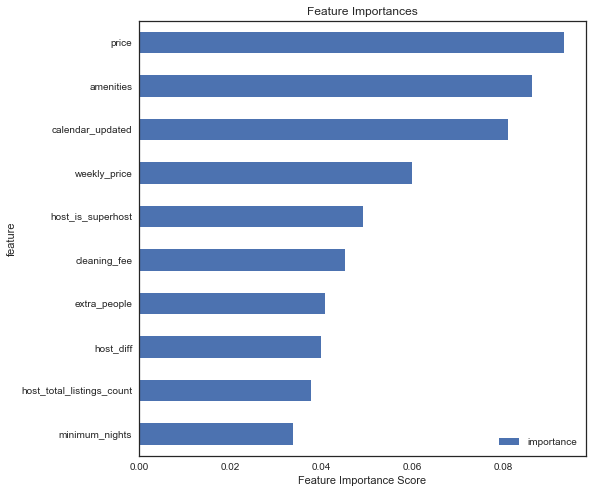 Feature Importances
price
amenities
calendar_updated
weekly_price
host_is_superhost
cleaning_fee
extra_people
host_diff
host_total_listings_count
minimum_nights
feature
importance
0.00 0.02 0.04 0.06 0.08
Feature Importance Score